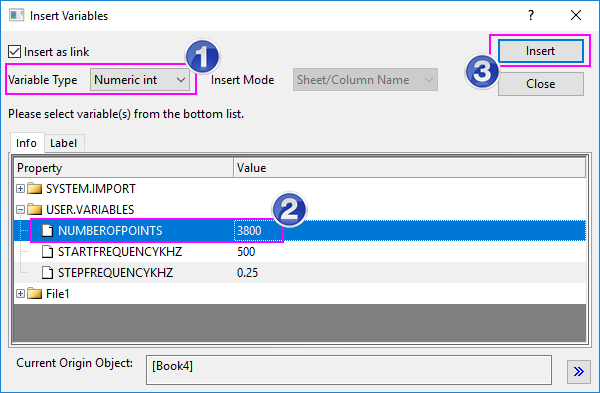 Insert Variables ?
Insert as link 1 Insert
Variable Type Numeric int Insert Mode Sheet/Column Name 3 Close
Please select variable(s) from the bottom list.
Info Label
Property Value
SYSTEM.IMPORT
USER.VARIABLES 2
NUMBEROFPOINTS 3800
STARTFREQUENCYKHZ 500
STEPFREQUENCYKHZ 0.25
File1
Current Origin Object: [Book4] »